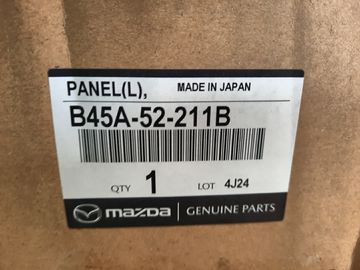 PANEL(L), MADE IN JAPAN
B45A-52-211B
QTY 1 LOT 4J24
mazda GENUINE PARTS